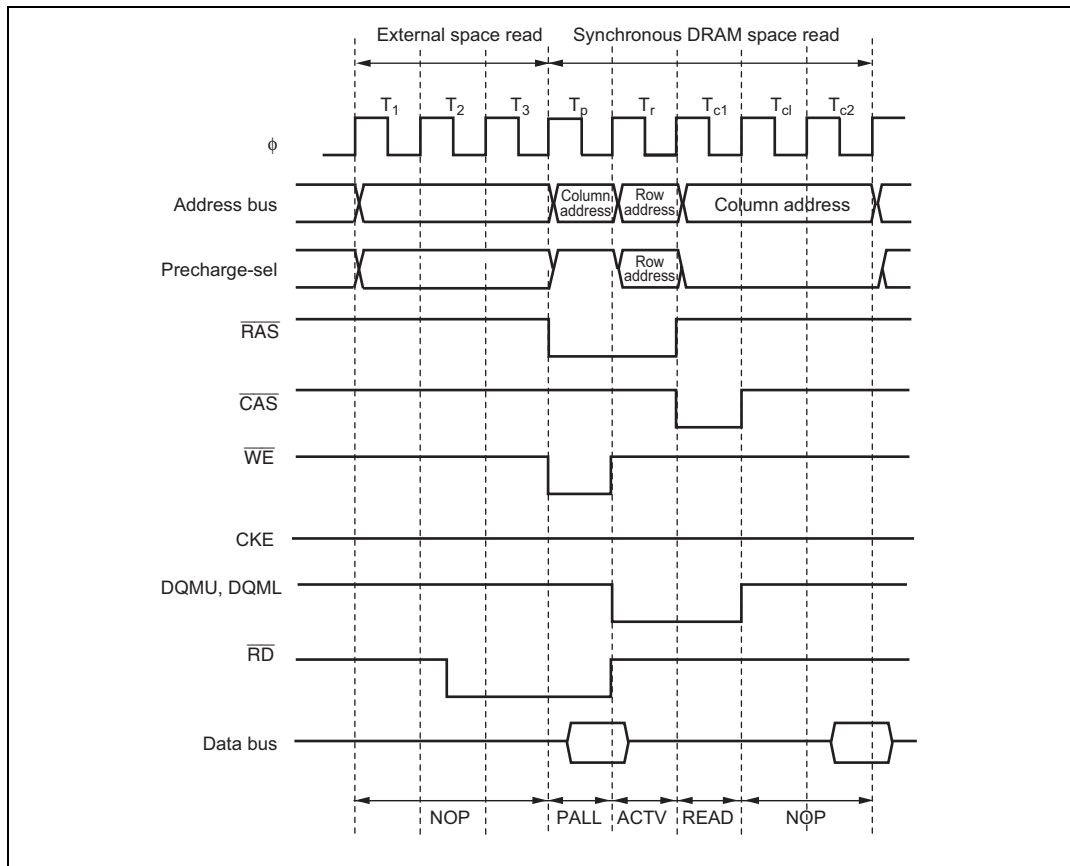 External space read Synchronous DRAM space read
T1 T2 T3 Tp Tr Tc1 Tcl Tc2
ϕ
Address bus
Column address
Row address
Column address
Precharge-sel
Row address
RAS
CAS
WE
CKE
DQMU, DQML
RD
Data bus
NOP PALL ACTV READ NOP